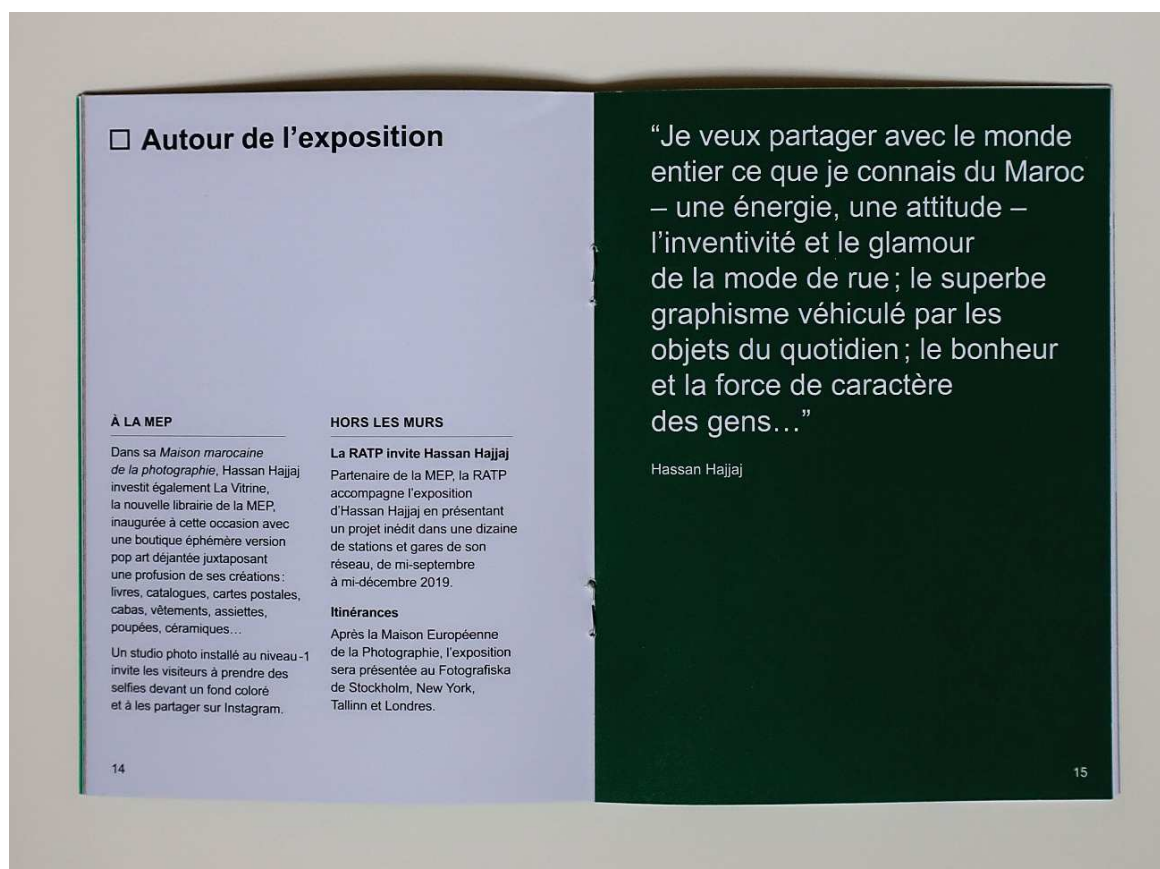 □ Autour de l’exposition
À LA MEP
Dans sa Maison marocaine
de la photographie, Hassan Hajjaj
investit également La Vitrine,
la nouvelle librairie de la MEP,
inaugurée à cette occasion avec
une boutique éphémère version
pop art déjantée juxtaposant
une profusion de ses créations :
livres, catalogues, cartes postales,
cabas, vêtements, assiettes,
poupées, céramiques…
Un studio photo installé au niveau -1
invite les visiteurs à prendre des
selfies devant un fond coloré
et à les partager sur Instagram.
HORS LES MURS
La RATP invite Hassan Hajjaj
Partenaire de la MEP, la RATP
accompagne l’exposition
d’Hassan Hajjaj en présentant
un projet inédit dans une dizaine
de stations et gares de son
réseau, de mi-septembre
à mi-décembre 2019.
Itinérances
Après la Maison Européenne
de la Photographie, l’exposition
sera présentée au Fotografiska
de Stockholm, New York,
Tallinn et Londres.
14
“Je veux partager avec le monde
entier ce que je connais du Maroc
– une énergie, une attitude –
l’inventivité et le glamour
de la mode de rue ; le superbe
graphisme véhiculé par les
objets du quotidien ; le bonheur
et la force de caractère
des gens…”
Hassan Hajjaj
15